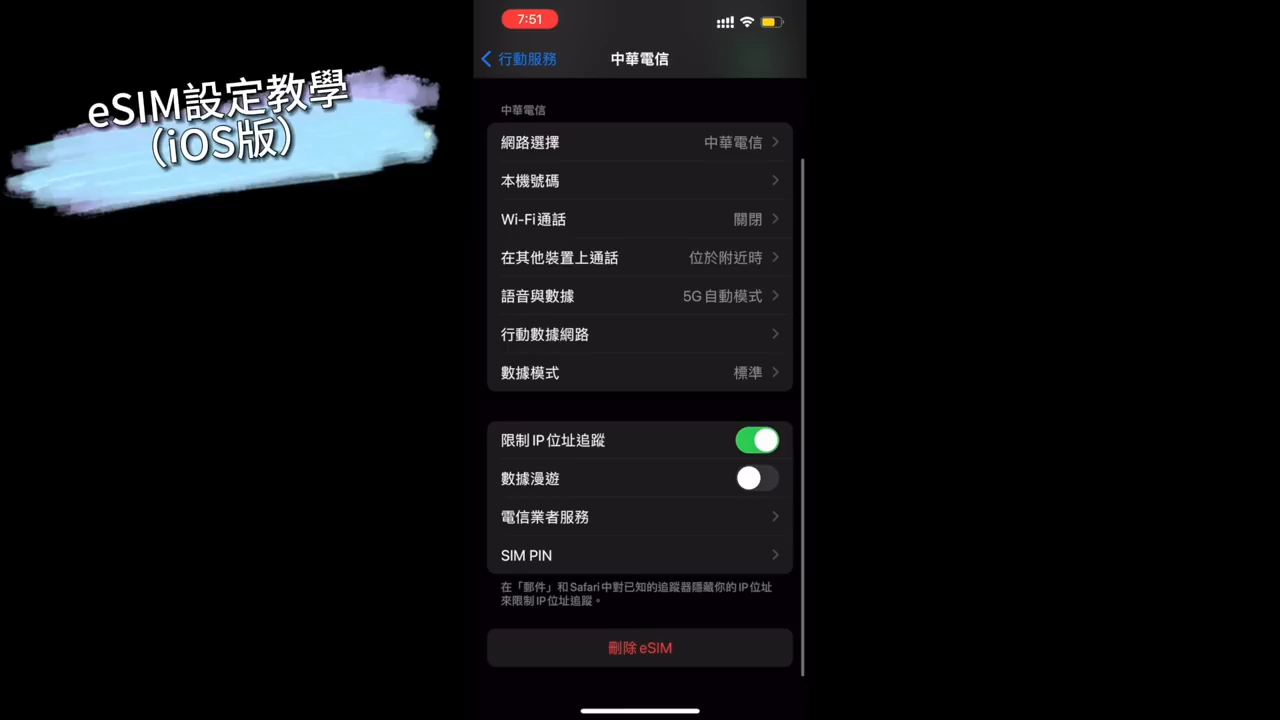 eSIM設定教學
（iOS版）
7:51
行動服務
中華電信
中華電信
網路選擇 中華電信
本機號碼
Wi-Fi通話 關閉
在其他裝置上通話 位於附近時
語音與數據 5G自動模式
行動數據網路
數據模式 標準
限制IP位址追蹤
數據漫遊
電信業者服務
SIM PIN
在「郵件」和Safari中對已知的追蹤器隱藏你的IP位址
來限制IP位址追蹤。
刪除eSIM